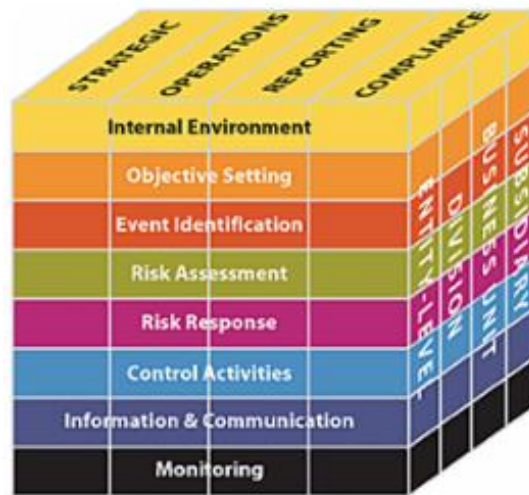 STRATEGIC
OPERATIONS
REPORTING
COMPLIANCE
Internal Environment
Objective Setting
Event Identification
Risk Assessment
Risk Response
Control Activities
Information & Communication
Monitoring
ENTITY-LEVEL
DIVISION
BUSINESS UNIT
SUBSIDIARY